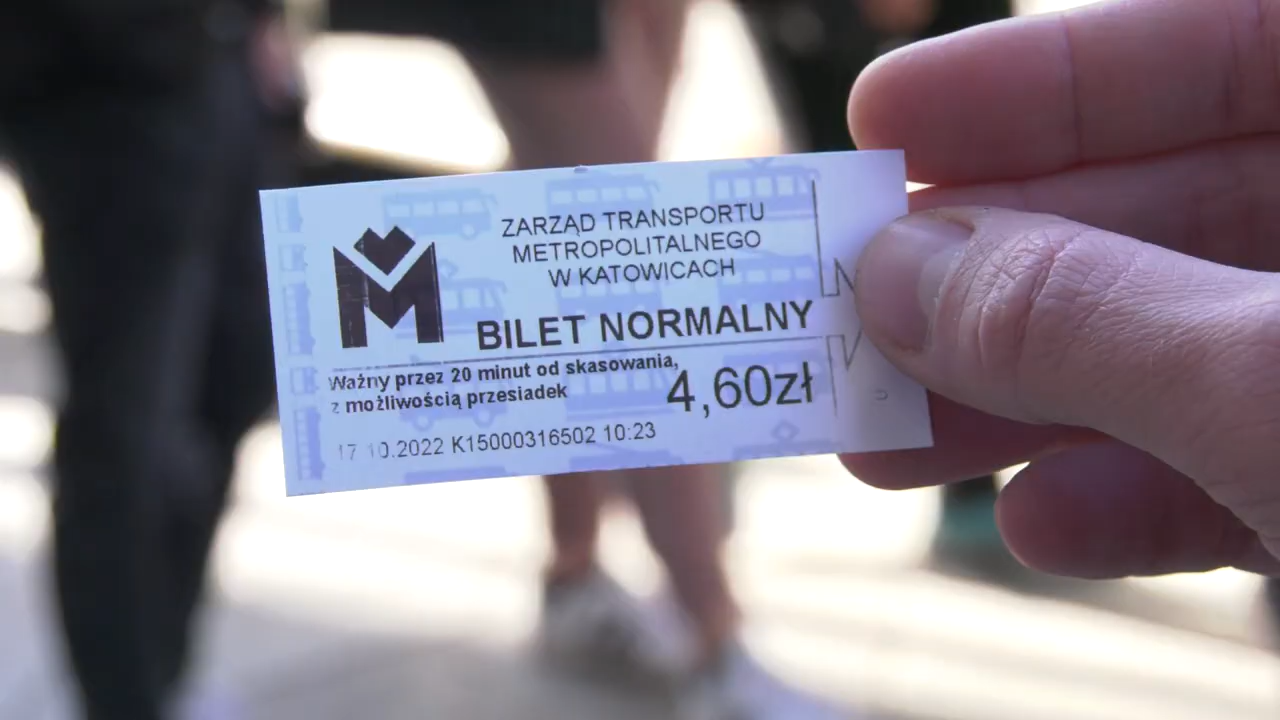 ZARZĄD TRANSPORTU
METROPOLITALNEGO
W KATOWICACH
BILET NORMALNY
Ważny przez 20 minut od skasowania,
z możliwością przesiadek
4,60zł
17 10.2022 K15000316502 10:23